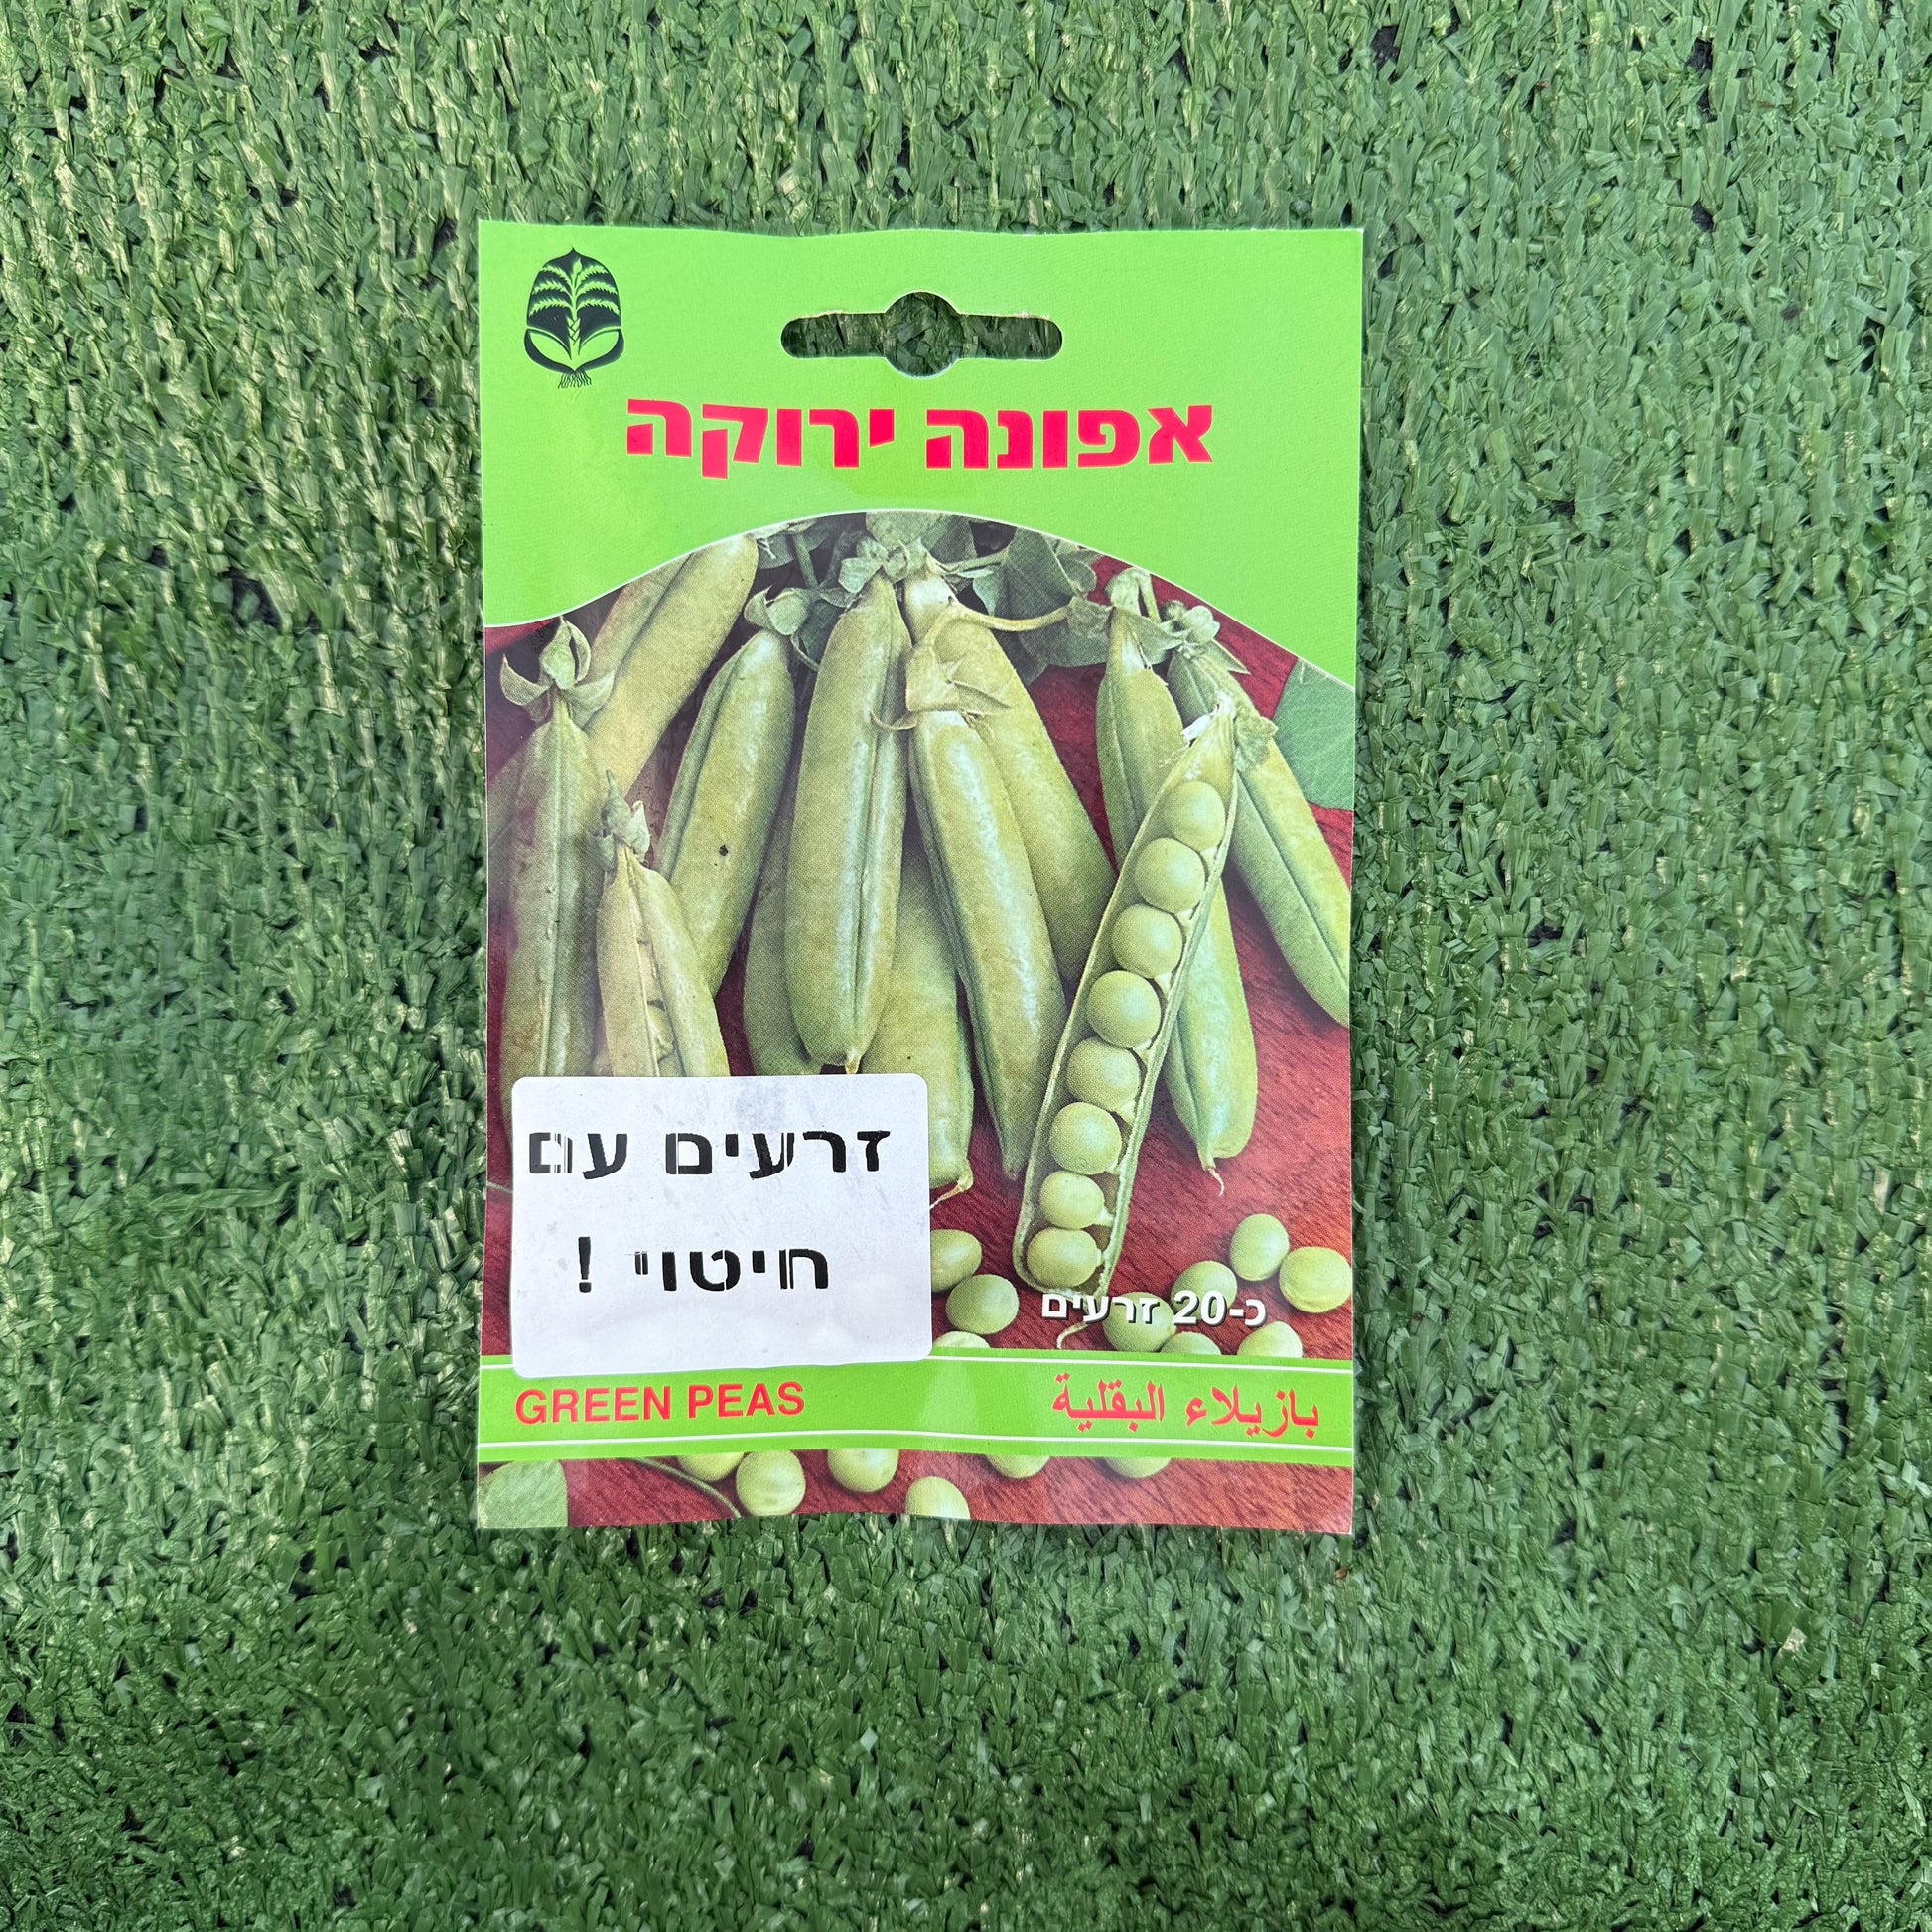 אפונה ירוקה
זרעים עם
חיטוי !
כ-20 זרעים
GREEN PEAS
بازيلاء البقلية